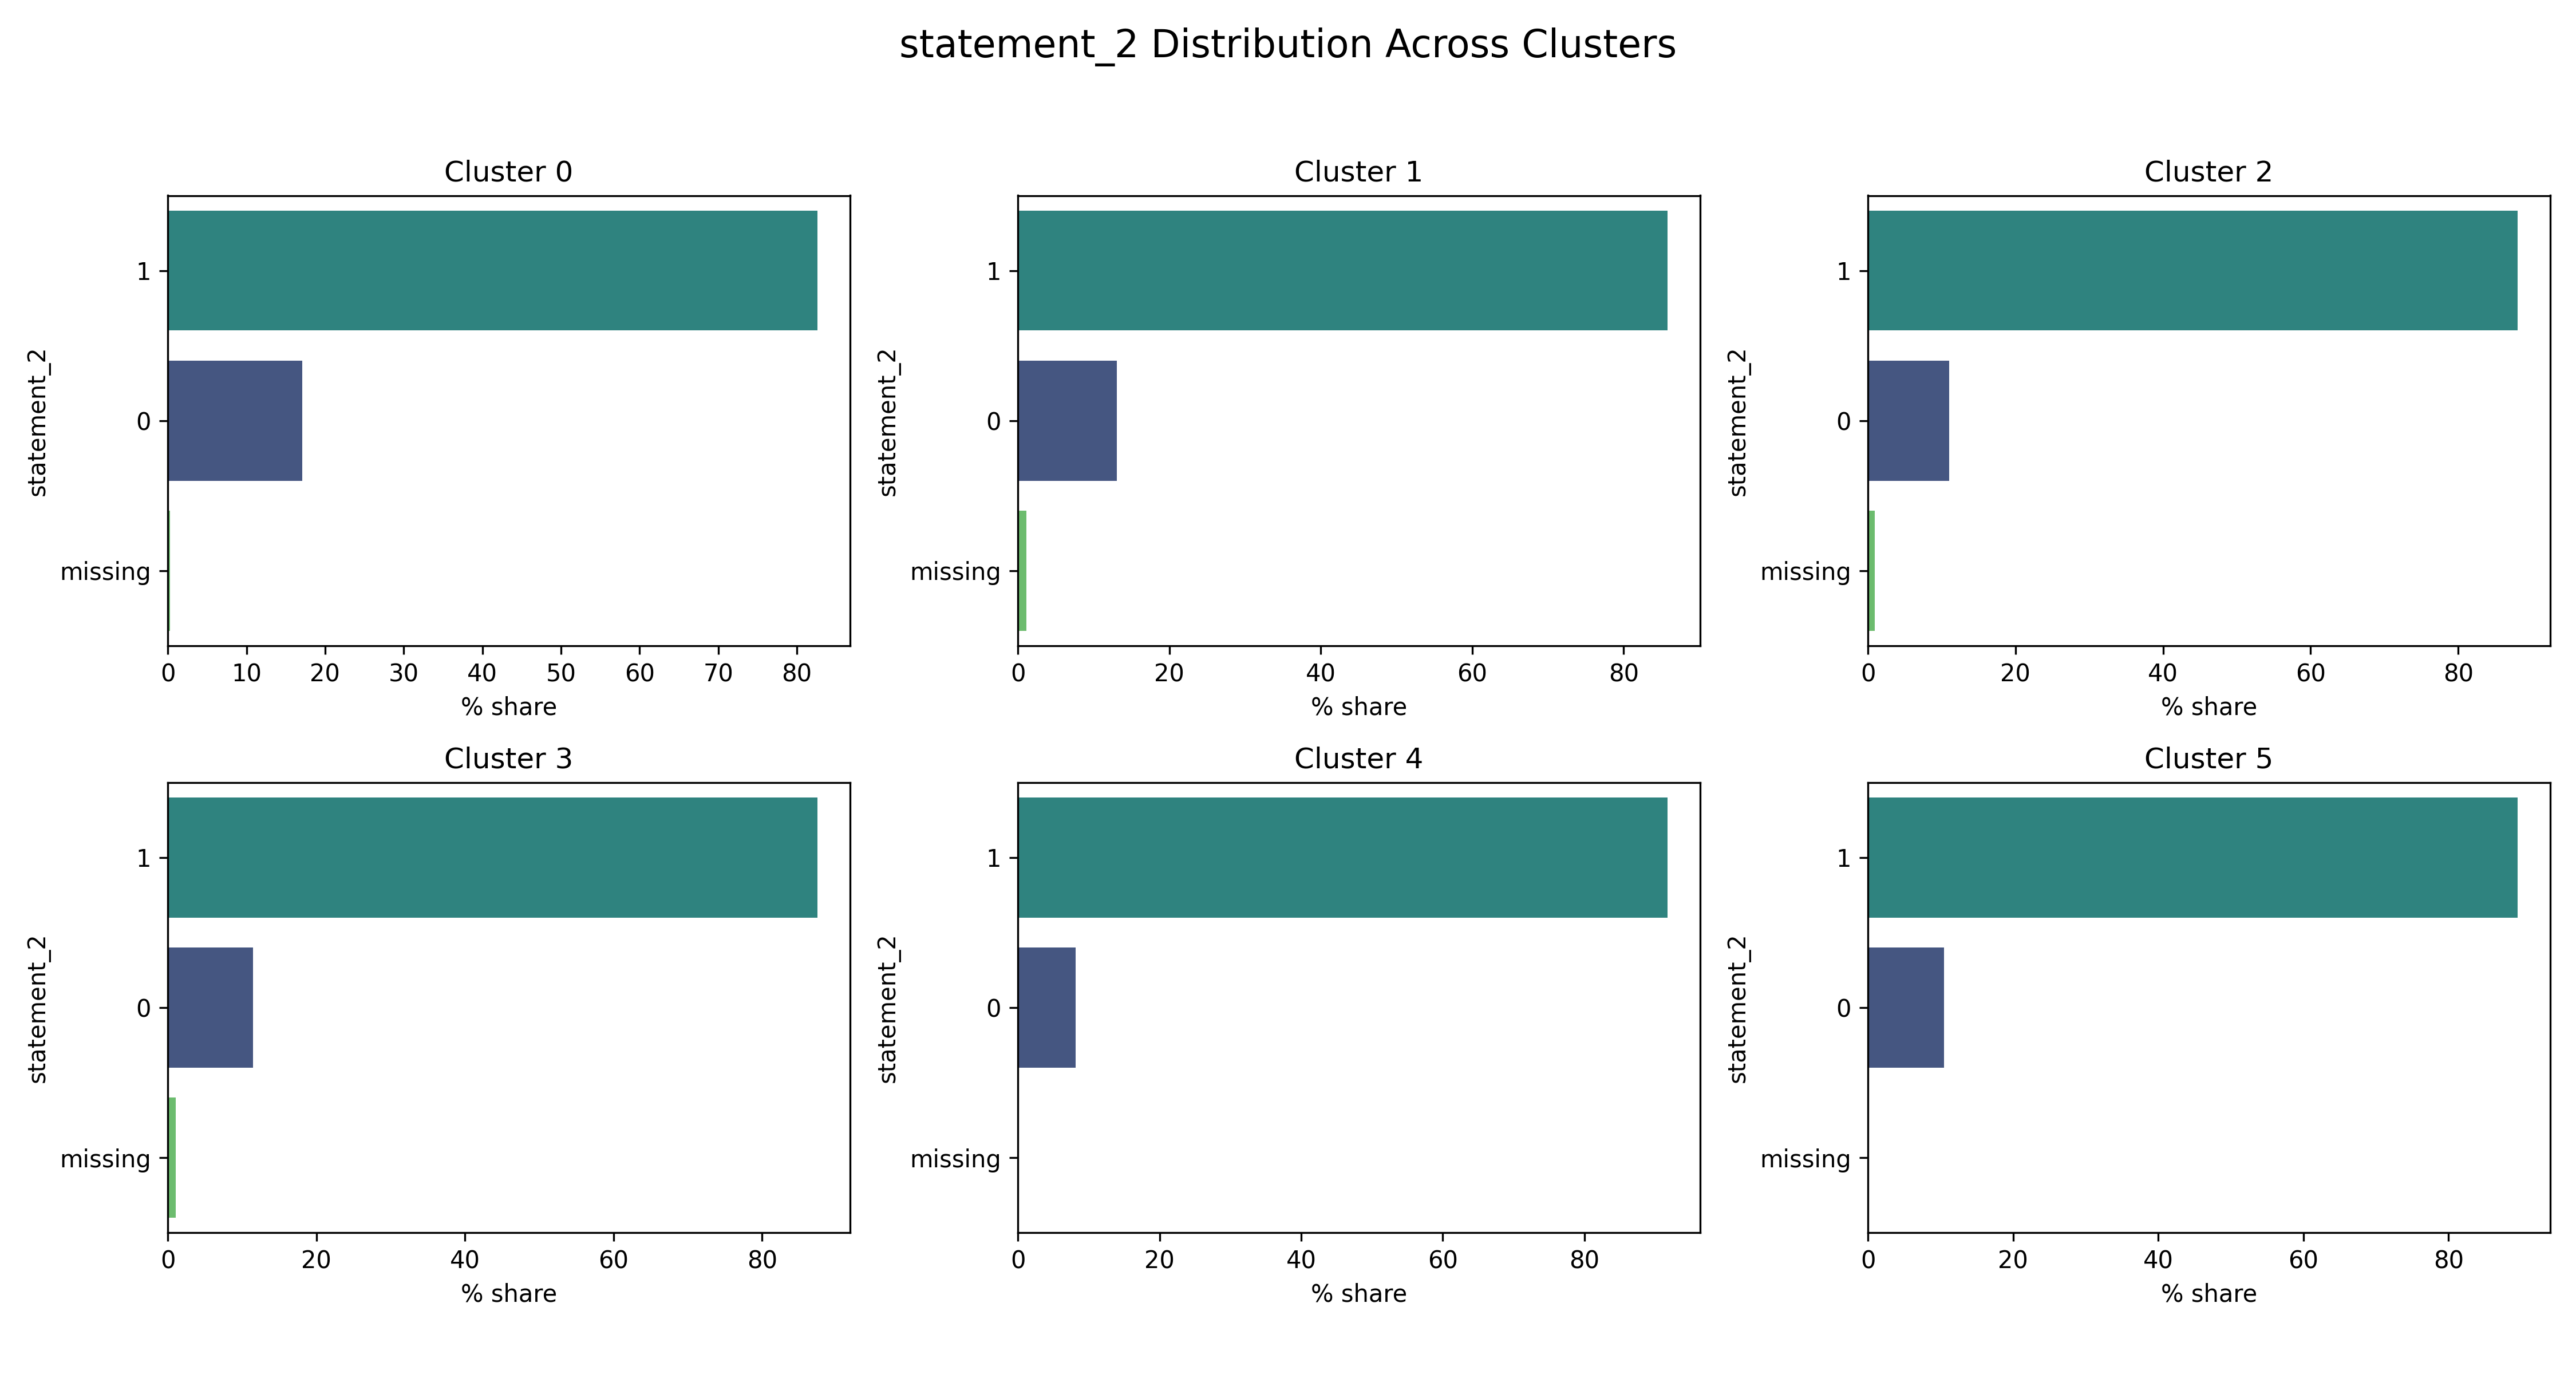 statement_2 Distribution Across Clusters
Cluster 0
statement_2
1
0
missing
0 10 20 30 40 50 60 70 80
% share
Cluster 1
statement_2
1
0
missing
0 20 40 60 80
% share
Cluster 2
statement_2
1
0
missing
0 20 40 60 80
% share
Cluster 3
statement_2
1
0
missing
0 20 40 60 80
% share
Cluster 4
statement_2
1
0
missing
0 20 40 60 80
% share
Cluster 5
statement_2
1
0
missing
0 20 40 60 80
% share